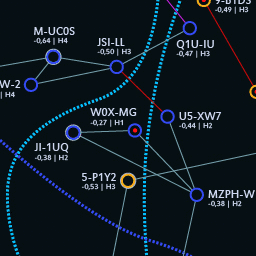 -0,49 | H3
M-UC0S
-0,64 | H4
JSI-LL
-0,50 | H3
Q1U-IU
-0,47 | H3
W-2
| H4
W0X-MG
-0,27 | H1
U5-XW7
-0,44 | H2
JI-1UQ
-0,38 | H2
5-P1Y2
-0,53 | H3
MZPH-W
-0,38 | H2